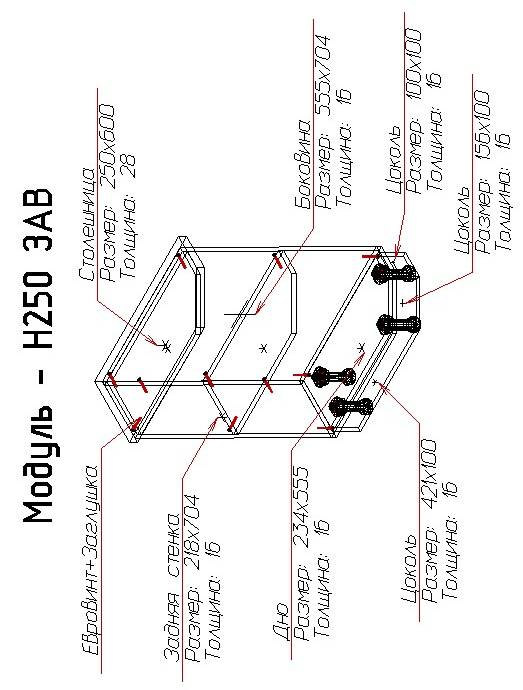 Модуль - Н250 ЗАВ
Евровинт+Заглушка
Столешница
Размер: 250х600
Толщина: 28
Задняя стенка
Размер: 218х704
Толщина: 16
Боковина
Размер: 555х704
Толщина: 16
Дно
Размер: 234х555
Толщина: 16
Цоколь
Размер: 100х100
Толщина: 16
Цоколь
Размер: 421х100
Толщина: 16
Цоколь
Размер: 156х100
Толщина: 16